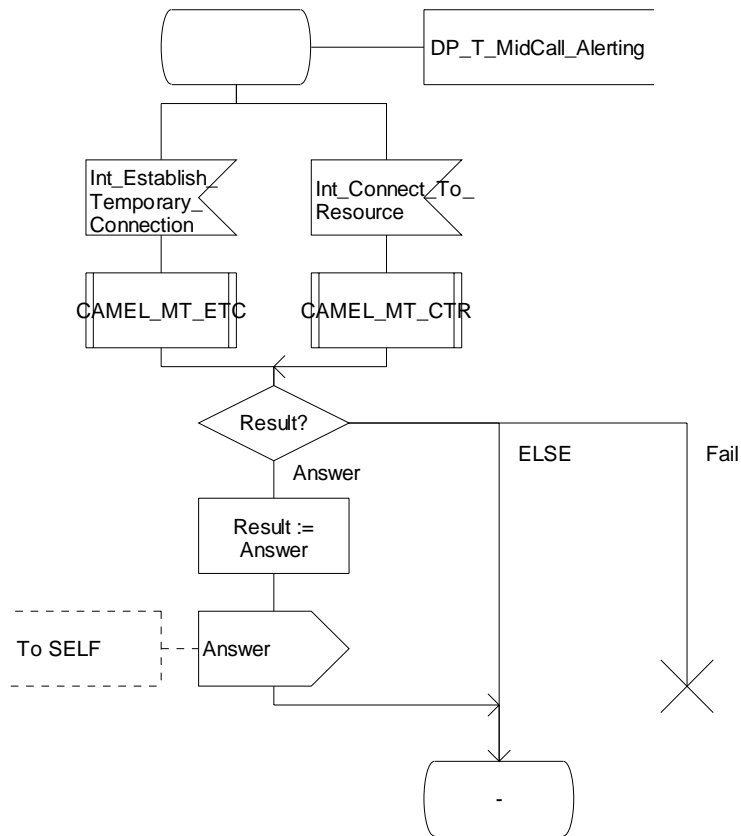 DP_T_MidCall_Alerting
Int_Establish_
Temporary_
Connection
Int_Connect_To_
Resource
CAMEL_MT_ETC
CAMEL_MT_CTR
Result?
ELSE
Fail
Answer
Result :=
Answer
To SELF
Answer
-